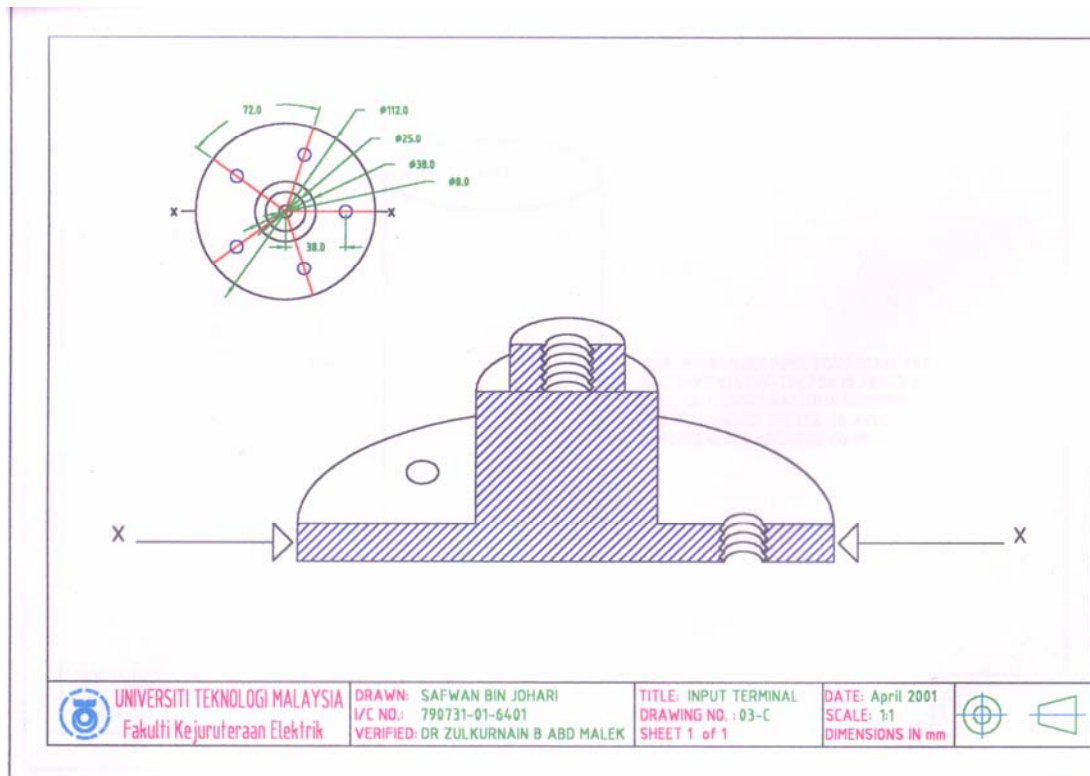 72.0
ø112.0
ø25.0
ø38.0
ø8.0
X
X
38.0
X
X
UNIVERSITI TEKNOLOGI MALAYSIA
Fakulti Kejuruteraan Elektrik
DRAWN: SAFWAN BIN JOHARI
I/C NO.: 790731-01-6401
VERIFIED: DR ZULKURNAIN B ABD MALEK
TITLE: INPUT TERMINAL
DRAWING NO. : 03-C
SHEET 1 of 1
DATE: April 2001
SCALE: 1:1
DIMENSIONS IN mm